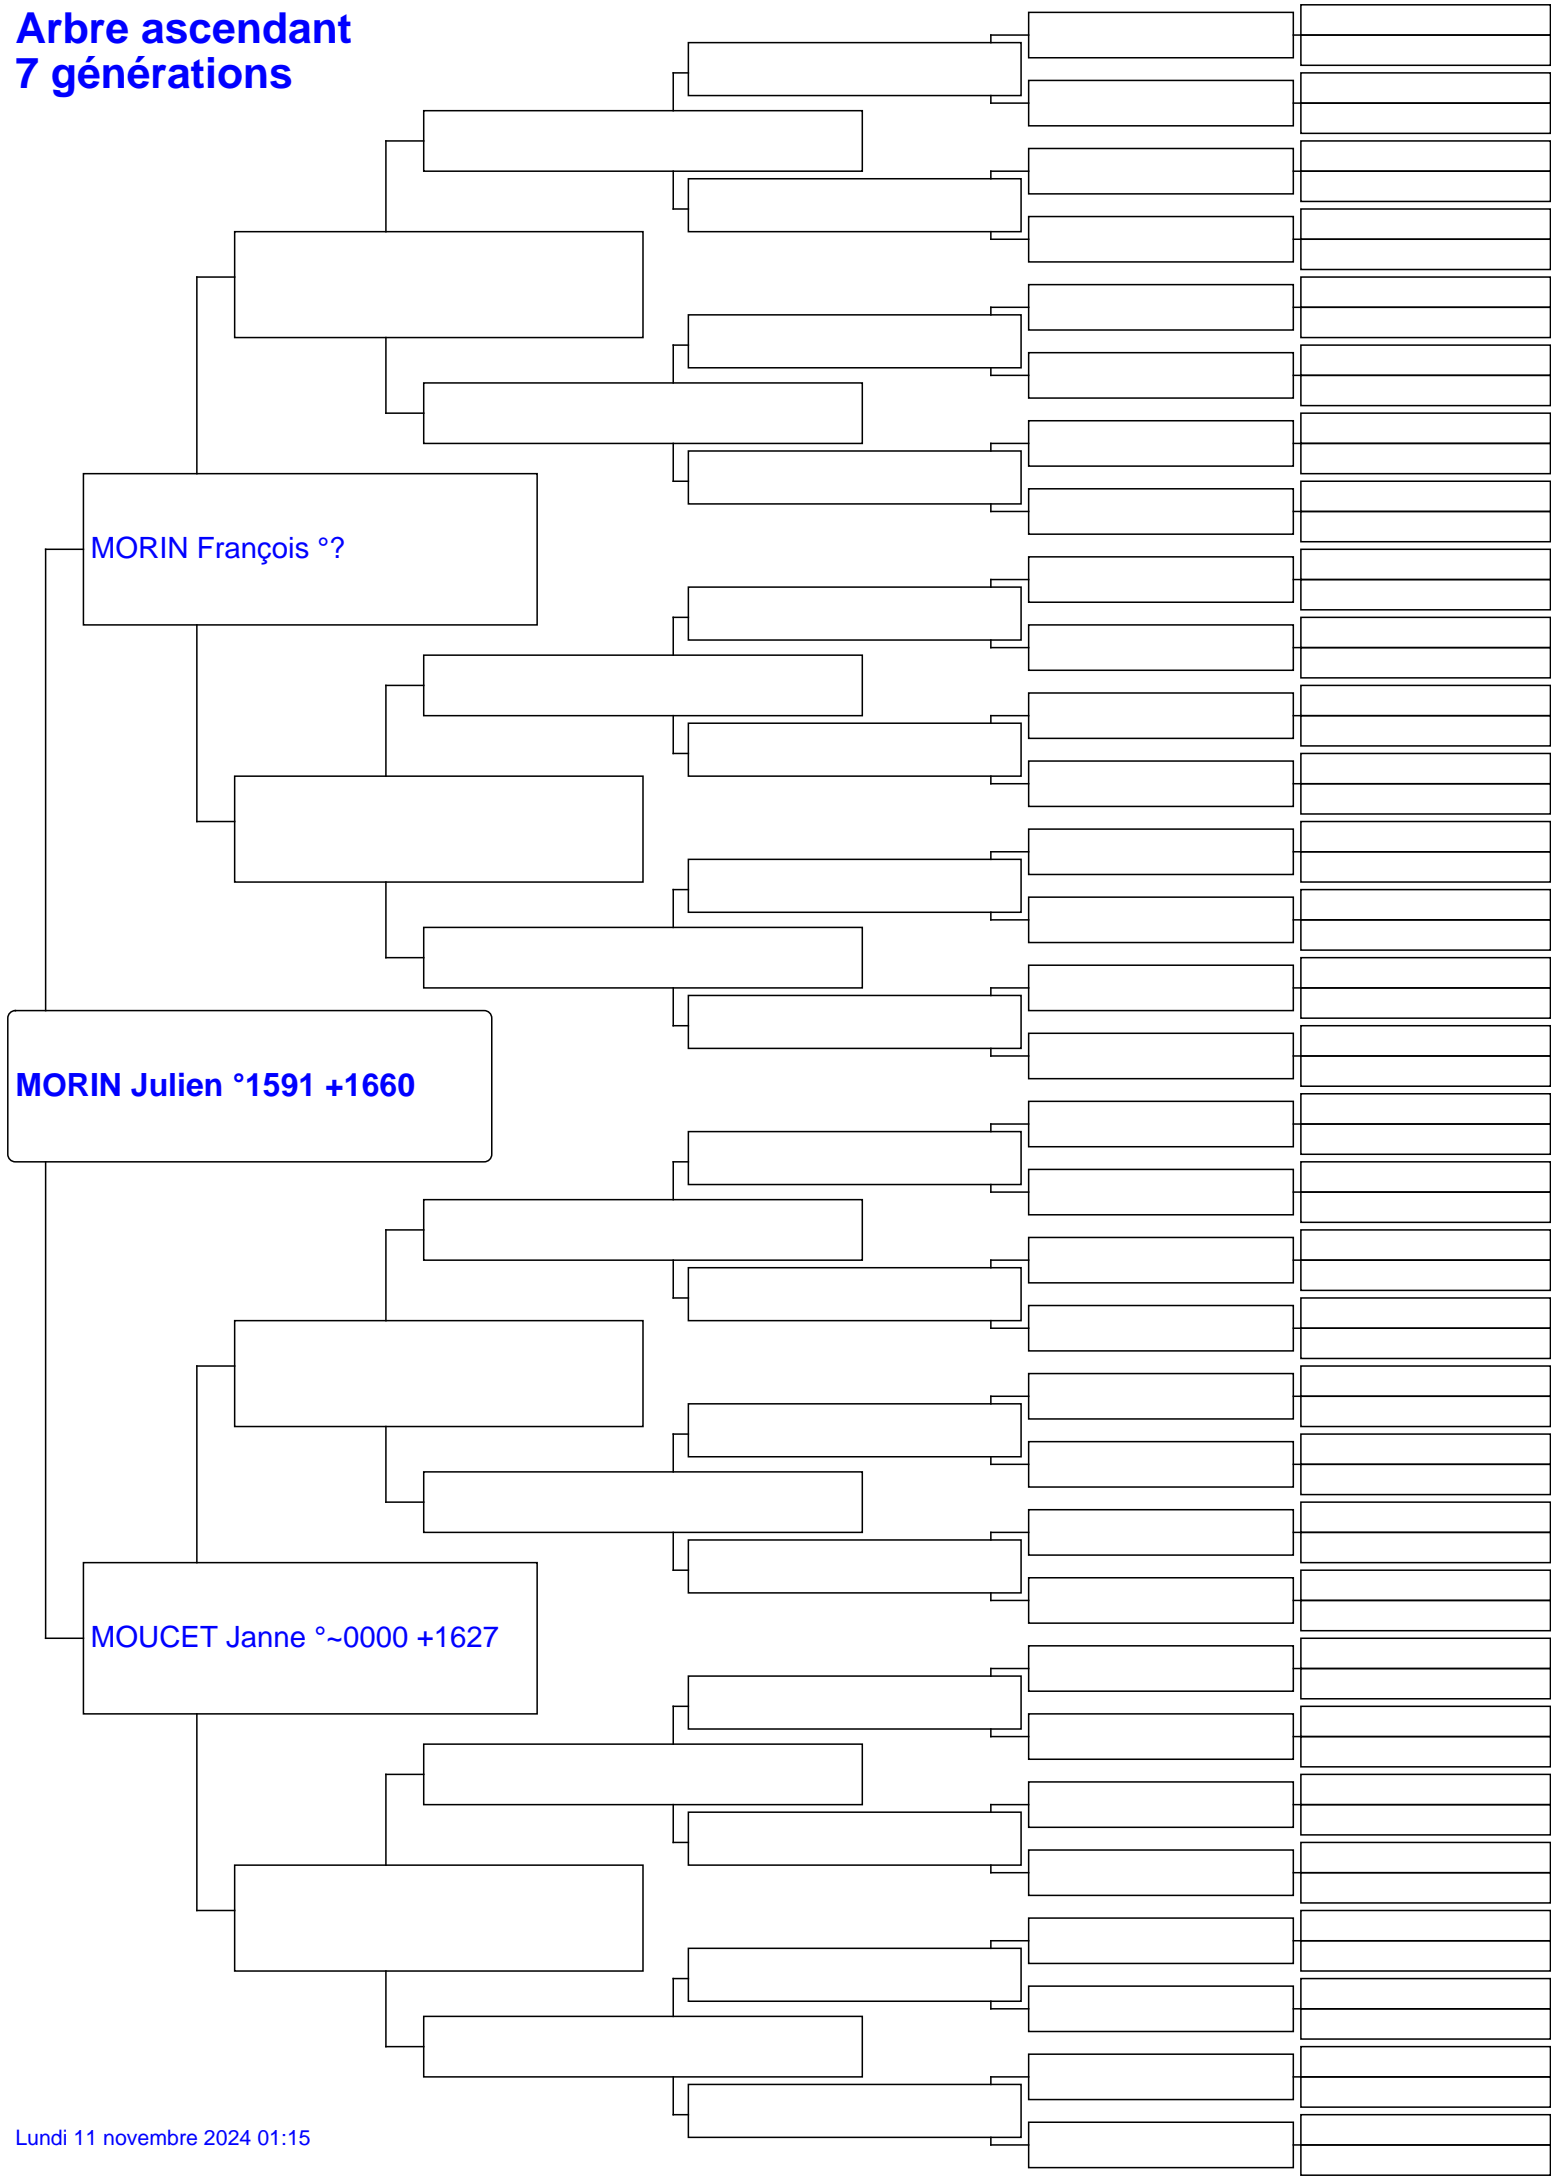 Arbre ascendant
7 générations
MORIN François °?
MORIN Julien °1591 +1660
MOUCET Janne °~0000 +1627
Lundi 11 novembre 2024 01:15